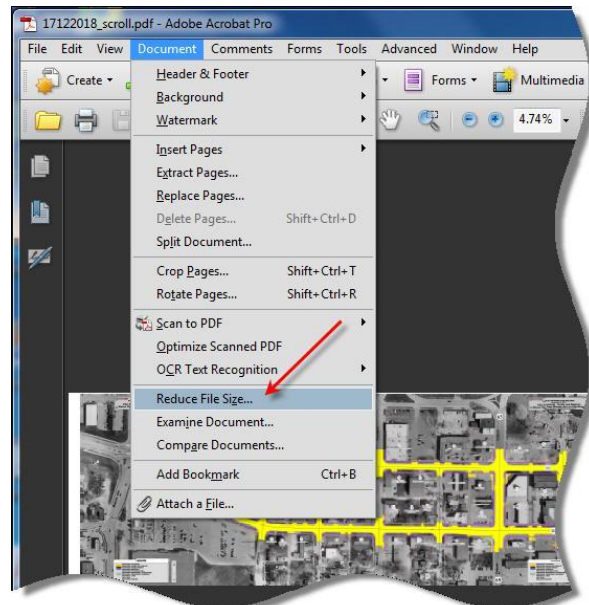 17122018_scroll.pdf - Adobe Acrobat Pro
File Edit View Document Comments Forms Tools Advanced Window Help
Create Forms Multimedia
4.74%
Header & Footer
Background
Watermark
Insert Pages
Extract Pages...
Replace Pages...
Delete Pages... Shift+Ctrl+D
Split Document...
Crop Pages... Shift+Ctrl+T
Rotate Pages... Shift+Ctrl+R
Scan to PDF
Optimize Scanned PDF
OCR Text Recognition
Reduce File Size...
Examine Document...
Compare Documents...
Add Bookmark Ctrl+B
Attach a File...